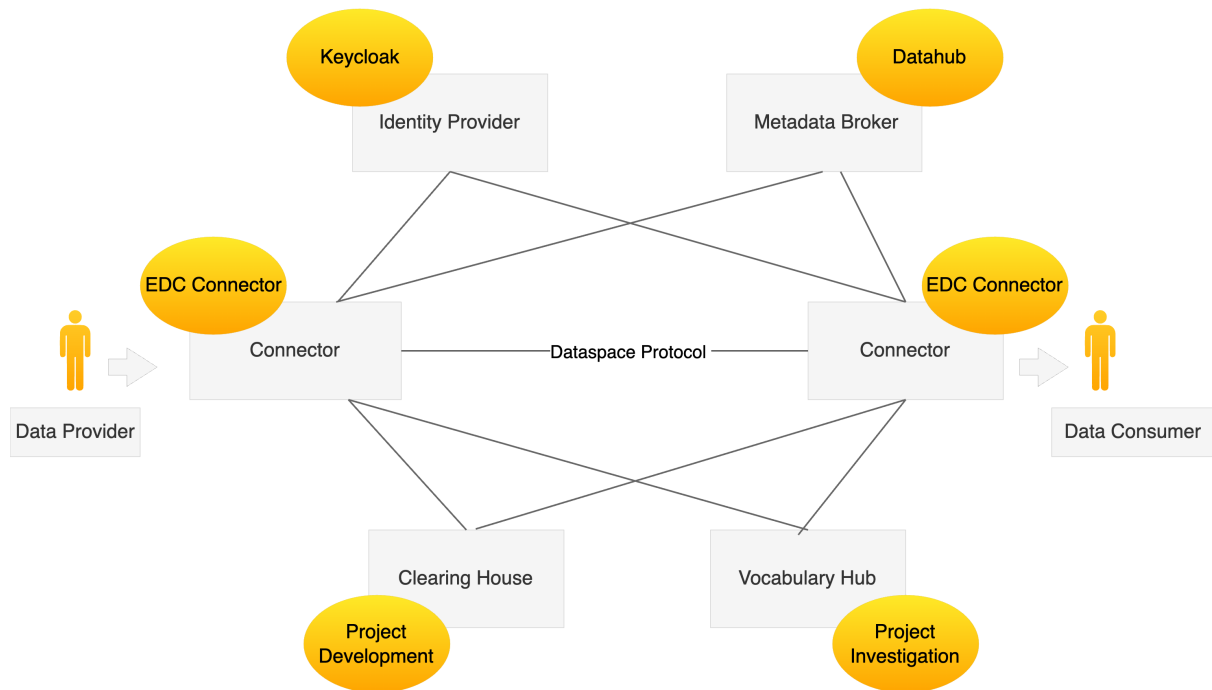 Keycloak
Datahub
Identity Provider
Metadata Broker
EDC Connector
EDC Connector
Connector
Dataspace Protocol
Connector
Data Provider
Data Consumer
Clearing House
Vocabulary Hub
Project
Development
Project
Investigation